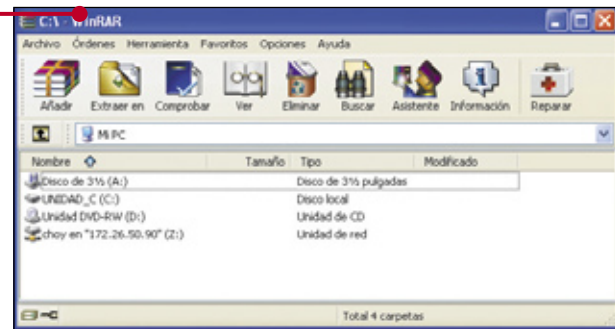 C:\ - WinRAR
Archivo Órdenes Herramienta Favoritos Opciones Ayuda
Añadir Extraer en Comprobar Ver Eliminar Buscar Asistente Información Reparar
Mi PC
Nombre Tamaño Tipo Modificado
Disco de 3½ (A:) Disco de 3½ pulgadas
UNIDAD_C (C:) Disco local
Unidad DVD-RW (D:) Unidad de CD
choy en "172.26.50.90" (Z:) Unidad de red
Total 4 carpetas